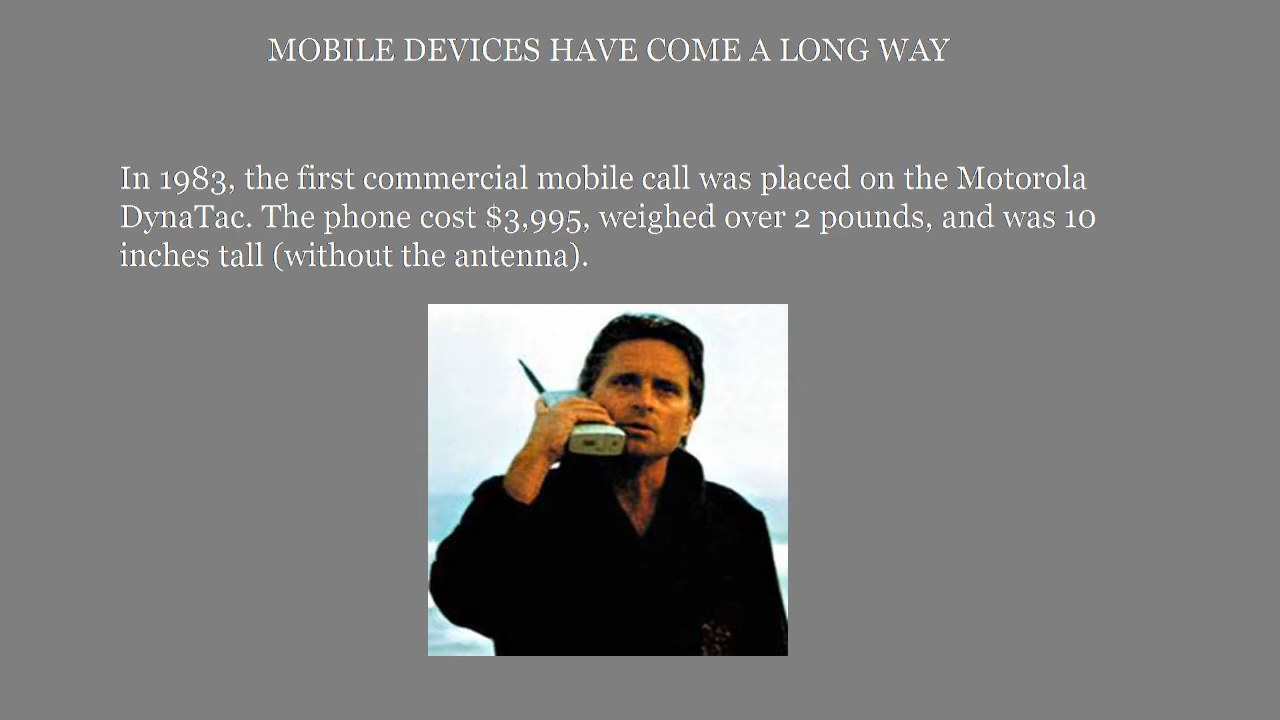 MOBILE DEVICES HAVE COME A LONG WAY
In 1983, the first commercial mobile call was placed on the Motorola
DynaTac. The phone cost $3,995, weighed over 2 pounds, and was 10
inches tall (without the antenna).